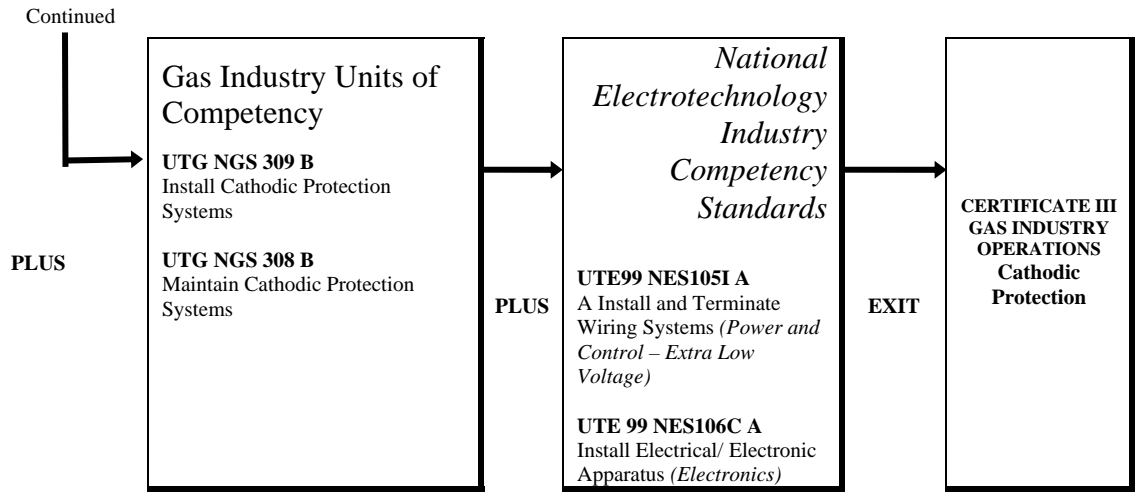 Continued
PLUS
Gas Industry Units of
Competency
UTG NGS 309 B
Install Cathodic Protection
Systems
UTG NGS 308 B
Maintain Cathodic Protection
Systems
PLUS
National
Electrotechnology
Industry
Competency
Standards
UTE99 NES105I A
A Install and Terminate
Wiring Systems (Power and
Control – Extra Low
Voltage)
UTE 99 NES106C A
Install Electrical/ Electronic
Apparatus (Electronics)
EXIT
CERTIFICATE III
GAS INDUSTRY
OPERATIONS
Cathodic
Protection